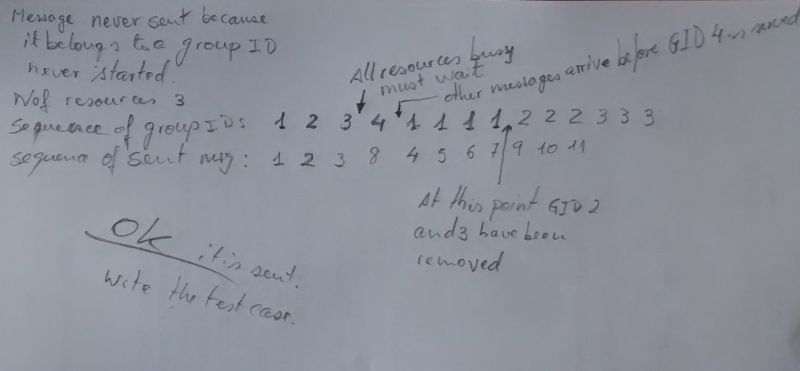 Message never sent because
it belongs to a group ID
never started.
Nof resources 3
All resources busy
must wait
other messages arrive before GID 4 is served
Sequence of group IDs: 1 2 3 4 1 1 1 1 2 2 2 3 3 3
sequence of sent msg: 1 2 3 8 4 5 6 7 9 10 11
At this point GID 2
and 3 have been
removed
OK it is sent.
Write the test case.